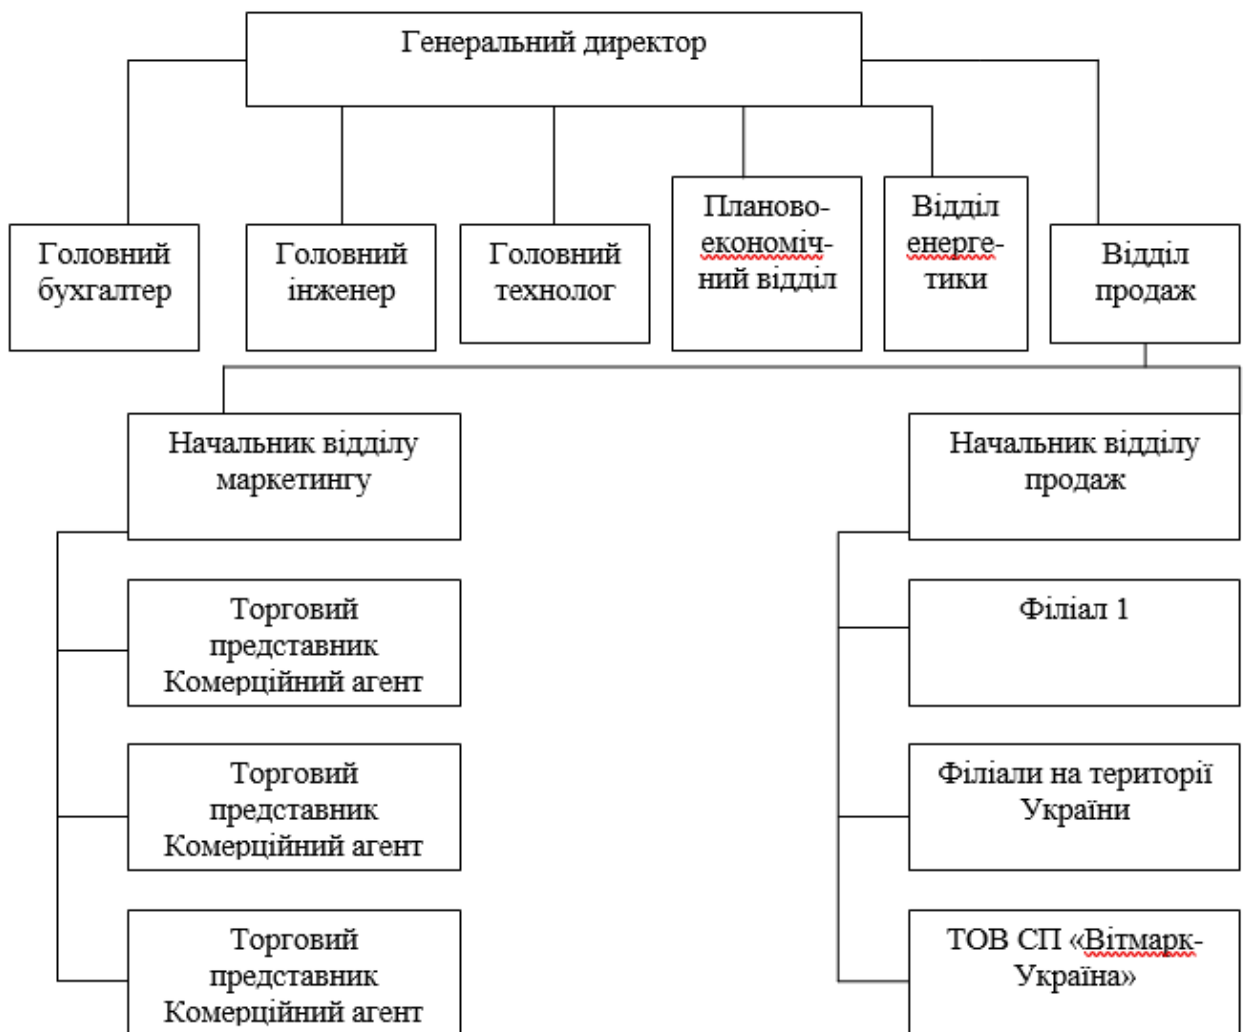 Генеральний директор
Головний
бухгалтер
Головний
інженер
Головний
технолог
Планово-
економіч-
ний відділ
Відділ
енерге-
тики
Відділ
продаж
Начальник відділу
маркетингу
Начальник відділу
продаж
Торговий
представник
Комерційний агент
Філіал 1
Торговий
представник
Комерційний агент
Філіали на території
України
Торговий
представник
Комерційний агент
ТОВ СП «Вітмарк-
Україна»